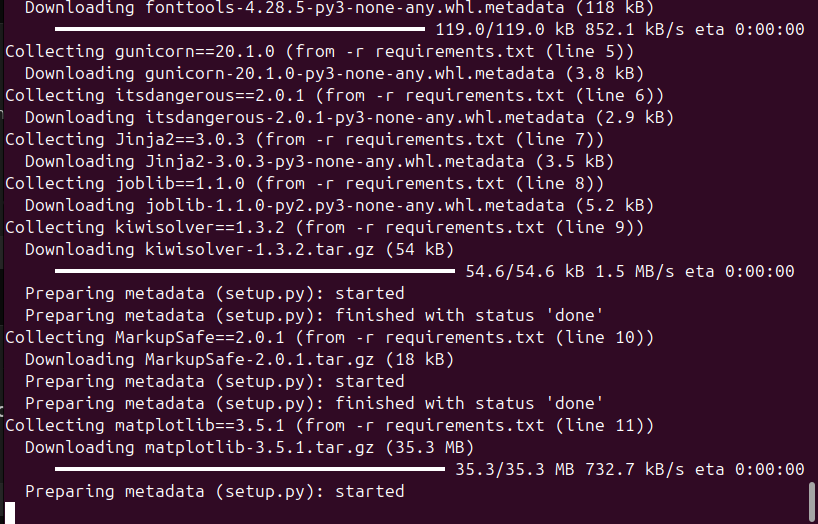 Downloading fonttools-4.28.5-py3-none-any.whl.metadata (118 kB)
119.0/119.0 kB 852.1 kB/s eta 0:00:00
Collecting gunicorn==20.1.0 (from -r requirements.txt (line 5))
Downloading gunicorn-20.1.0-py3-none-any.whl.metadata (3.8 kB)
Collecting itsdangerous==2.0.1 (from -r requirements.txt (line 6))
Downloading itsdangerous-2.0.1-py3-none-any.whl.metadata (2.9 kB)
Collecting Jinja2==3.0.3 (from -r requirements.txt (line 7))
Downloading Jinja2-3.0.3-py3-none-any.whl.metadata (3.5 kB)
Collecting joblib==1.1.0 (from -r requirements.txt (line 8))
Downloading joblib-1.1.0-py2.py3-none-any.whl.metadata (5.2 kB)
Collecting kiwisolver==1.3.2 (from -r requirements.txt (line 9))
Downloading kiwisolver-1.3.2.tar.gz (54 kB)
54.6/54.6 kB 1.5 MB/s eta 0:00:00
Preparing metadata (setup.py): started
Preparing metadata (setup.py): finished with status 'done'
Collecting MarkupSafe==2.0.1 (from -r requirements.txt (line 10))
Downloading MarkupSafe-2.0.1.tar.gz (18 kB)
Preparing metadata (setup.py): started
Preparing metadata (setup.py): finished with status 'done'
Collecting matplotlib==3.5.1 (from -r requirements.txt (line 11))
Downloading matplotlib-3.5.1.tar.gz (35.3 MB)
35.3/35.3 MB 732.7 kB/s eta 0:00:00
Preparing metadata (setup.py): started